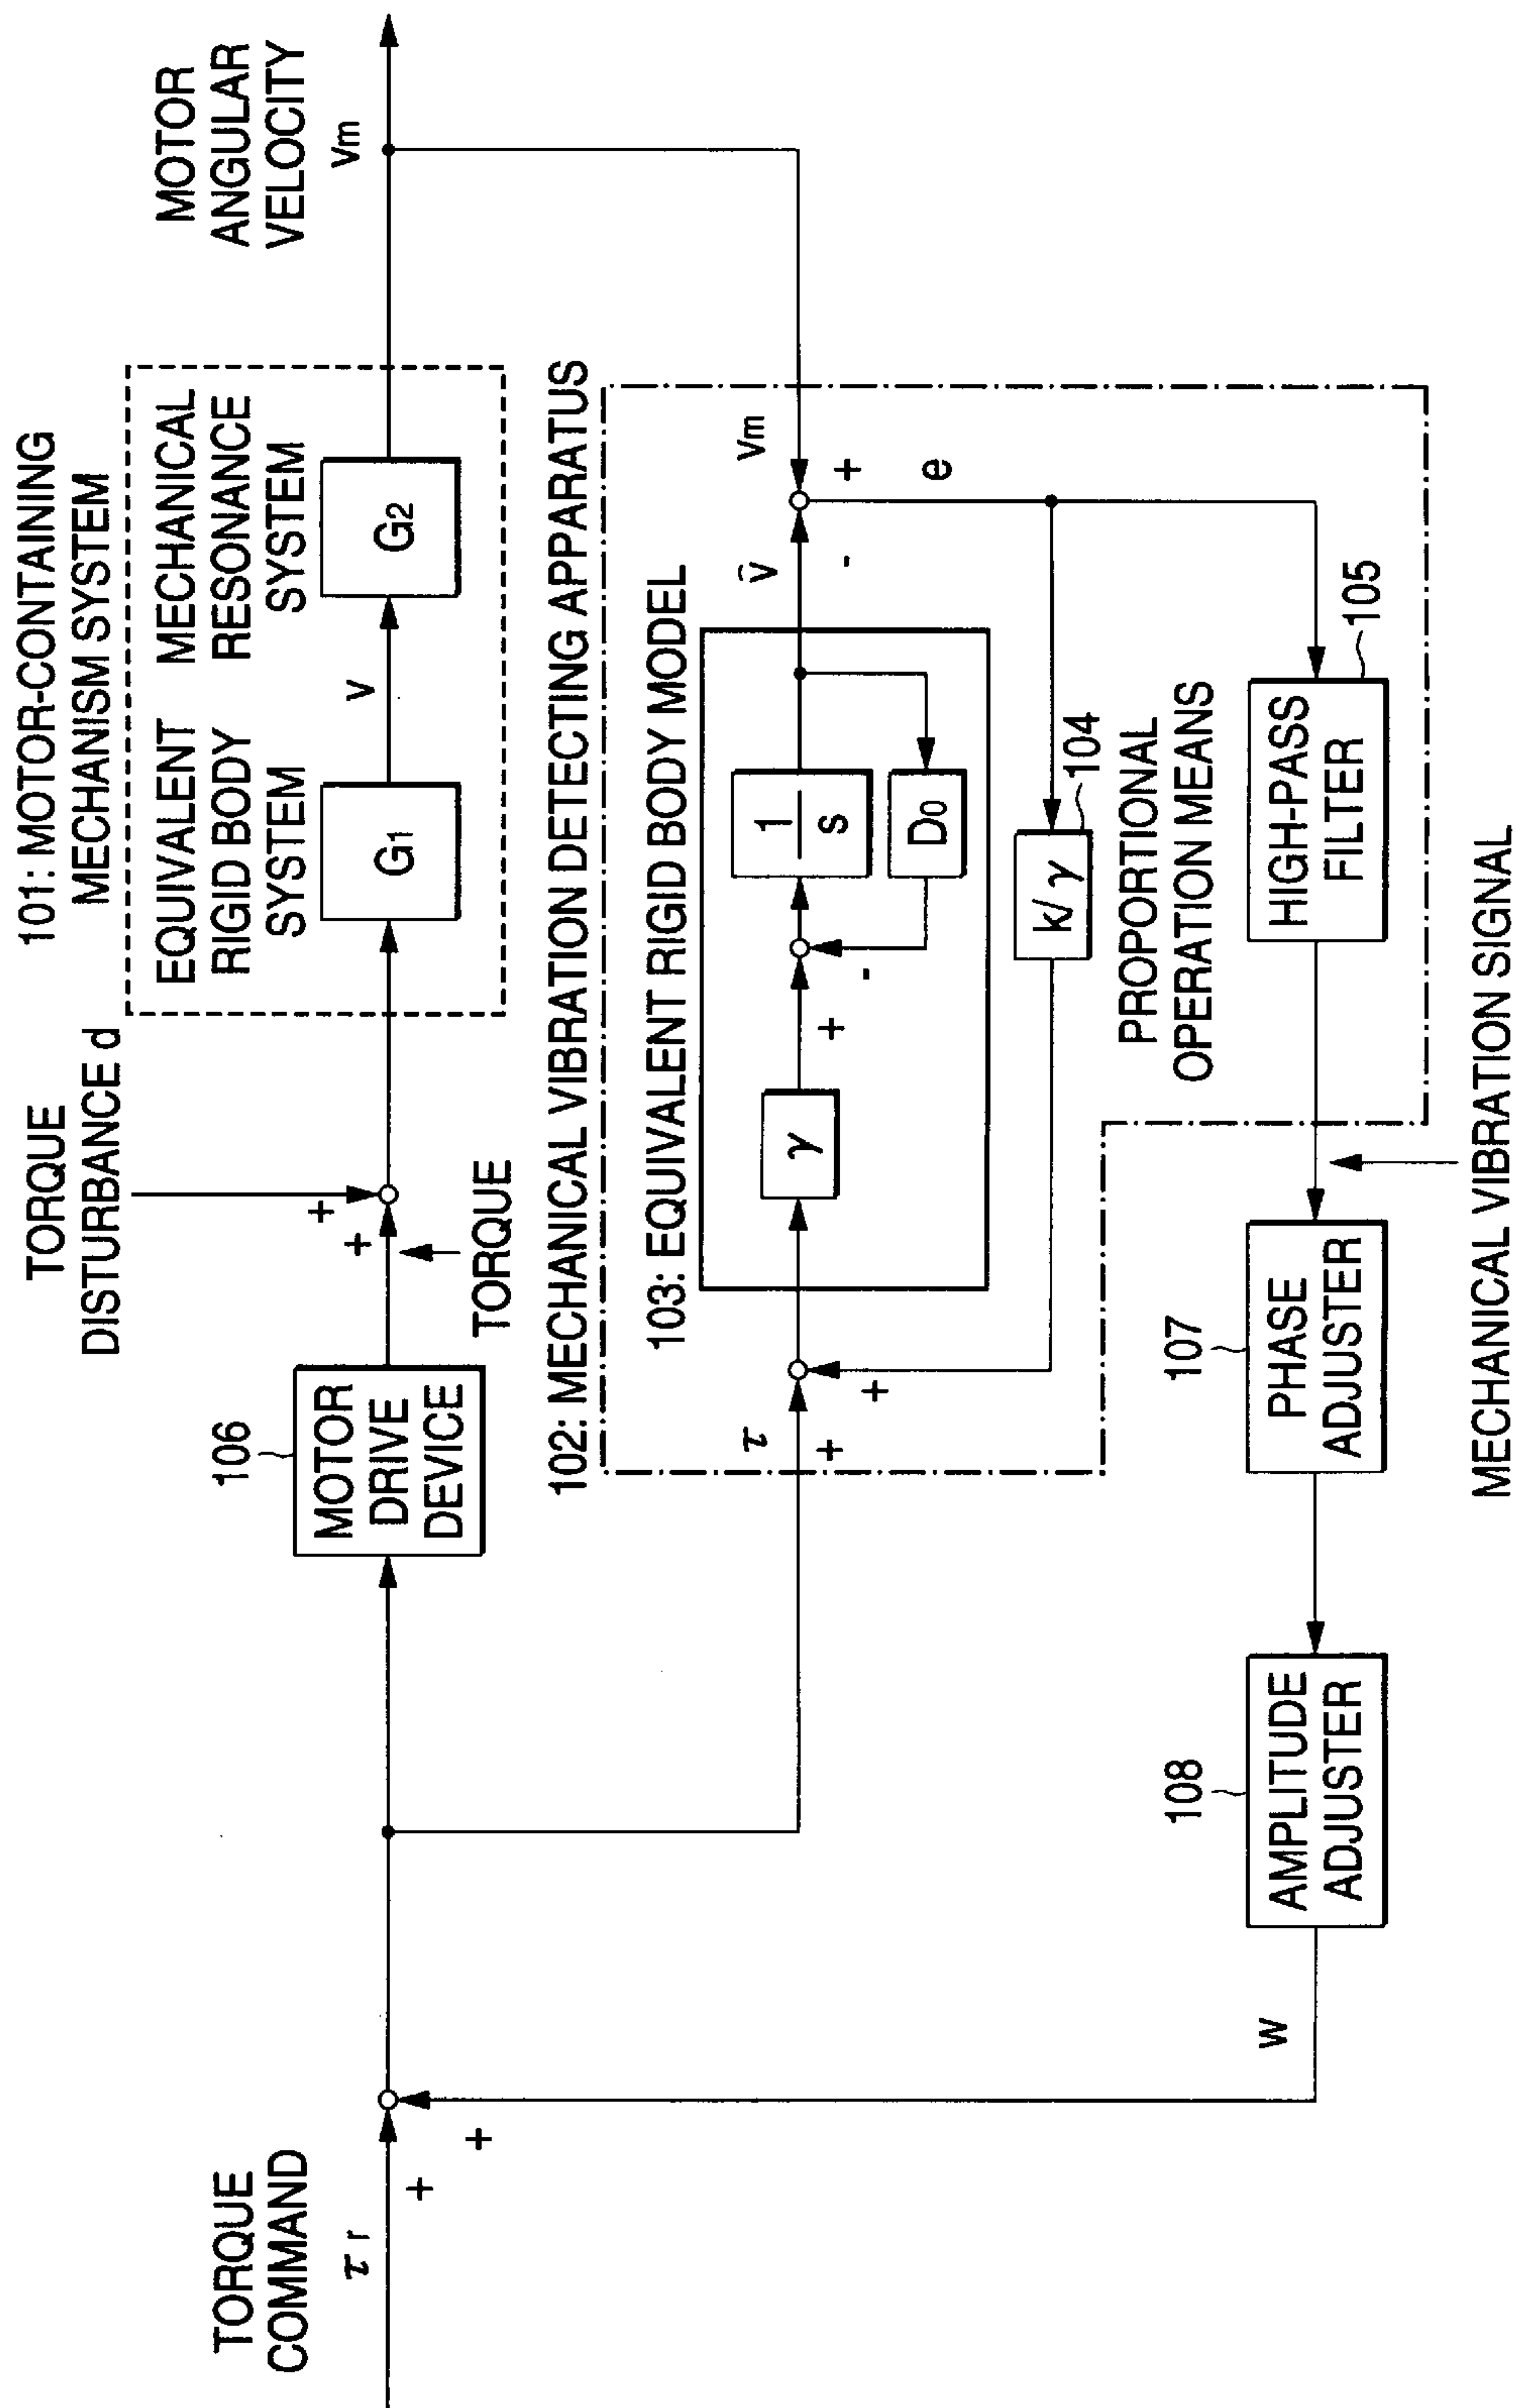 TORQUE
COMMAND
τ r
+
+
w
106
MOTOR
DRIVE
DEVICE
TORQUE
DISTURBANCE d
+
+
TORQUE
101: MOTOR-CONTAINING
MECHANISM SYSTEM
EQUIVALENT
RIGID BODY
SYSTEM
G1
v
MECHANICAL
RESONANCE
SYSTEM
G2
MOTOR
ANGULAR
VELOCITY
vm
102: MECHANICAL VIBRATION DETECTING APPARATUS
103: EQUIVALENT RIGID BODY MODEL
τ
+
+
γ
+
-
1
s
D0
v̂
-
vm
+
e
k/γ
104
PROPORTIONAL
OPERATION MEANS
HIGH-PASS
FILTER
105
107
PHASE
ADJUSTER
108
AMPLITUDE
ADJUSTER
MECHANICAL VIBRATION SIGNAL